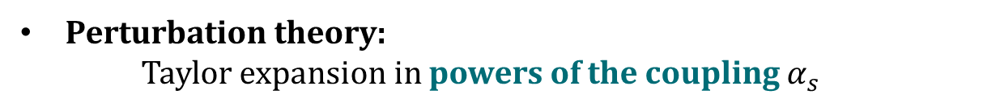 • Perturbation theory:
Taylor expansion in powers of the coupling αₛ